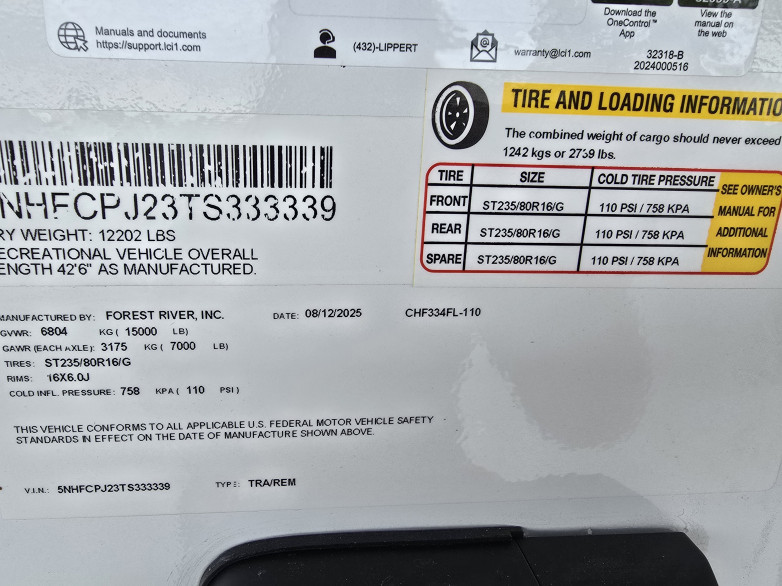 Manuals and documents
https://support.lci1.com
(432)-LIPPERT
warranty@lci1.com
Download the
OneControl™
App
View the
manual on
the web
32318-B
2024000516
TIRE AND LOADING INFORMATIO
The combined weight of cargo should never exceed
1242 kgs or 2739 lbs.
TIRE SIZE COLD TIRE PRESSURE
FRONT ST235/80R16/G 110 PSI / 758 KPA
REAR ST235/80R16/G 110 PSI / 758 KPA
SPARE ST235/80R16/G 110 PSI / 758 KPA
SEE OWNER'S
MANUAL FOR
ADDITIONAL
INFORMATION
NHFCPJ23TS333339
RY WEIGHT: 12202 LBS
ECREATIONAL VEHICLE OVERALL
ENGTH 42'6" AS MANUFACTURED.
MANUFACTURED BY: FOREST RIVER, INC. DATE: 08/12/2025 CHF334FL-110
GVWR: 6804 KG ( 15000 LB)
GAWR (EACH AXLE): 3175 KG ( 7000 LB)
TIRES: ST235/80R16/G
RIMS: 16X6.0J
COLD INFL. PRESSURE: 758 KPA ( 110 PSI)
THIS VEHICLE CONFORMS TO ALL APPLICABLE U.S. FEDERAL MOTOR VEHICLE SAFETY
STANDARDS IN EFFECT ON THE DATE OF MANUFACTURE SHOWN ABOVE.
V.I.N.: 5NHFCPJ23TS333339 TYPE: TRA/REM